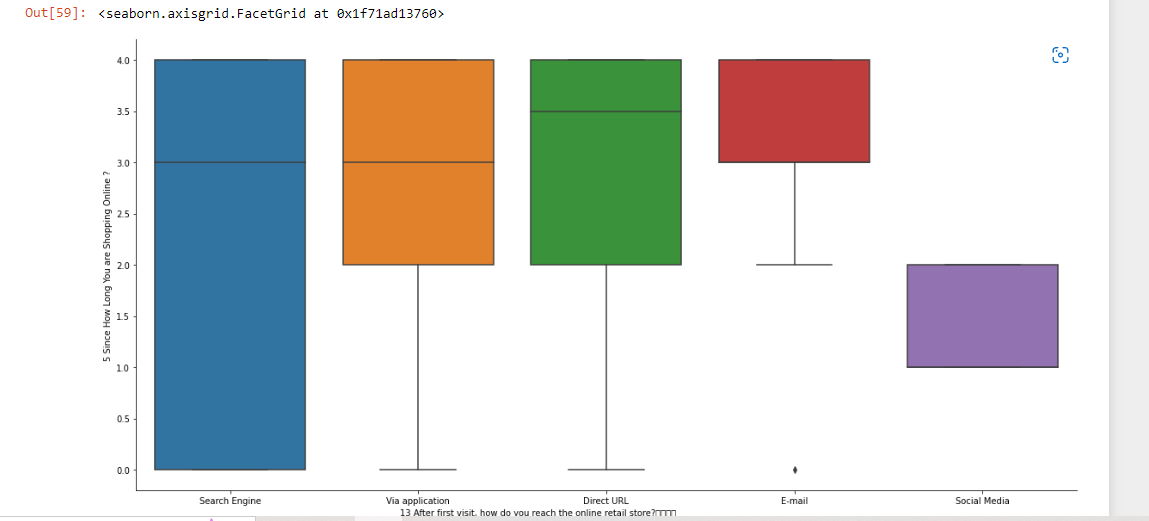 Out[59]: <seaborn.axisgrid.FacetGrid at 0x1f71ad13760>
4.0
3.5
3.0
2.5
2.0
1.5
1.0
0.5
0.0
5 Since How Long You are Shopping Online ?
Search Engine
Via application
Direct URL
E-mail
Social Media
13 After first visit, how do you reach the online retail store?□□□□